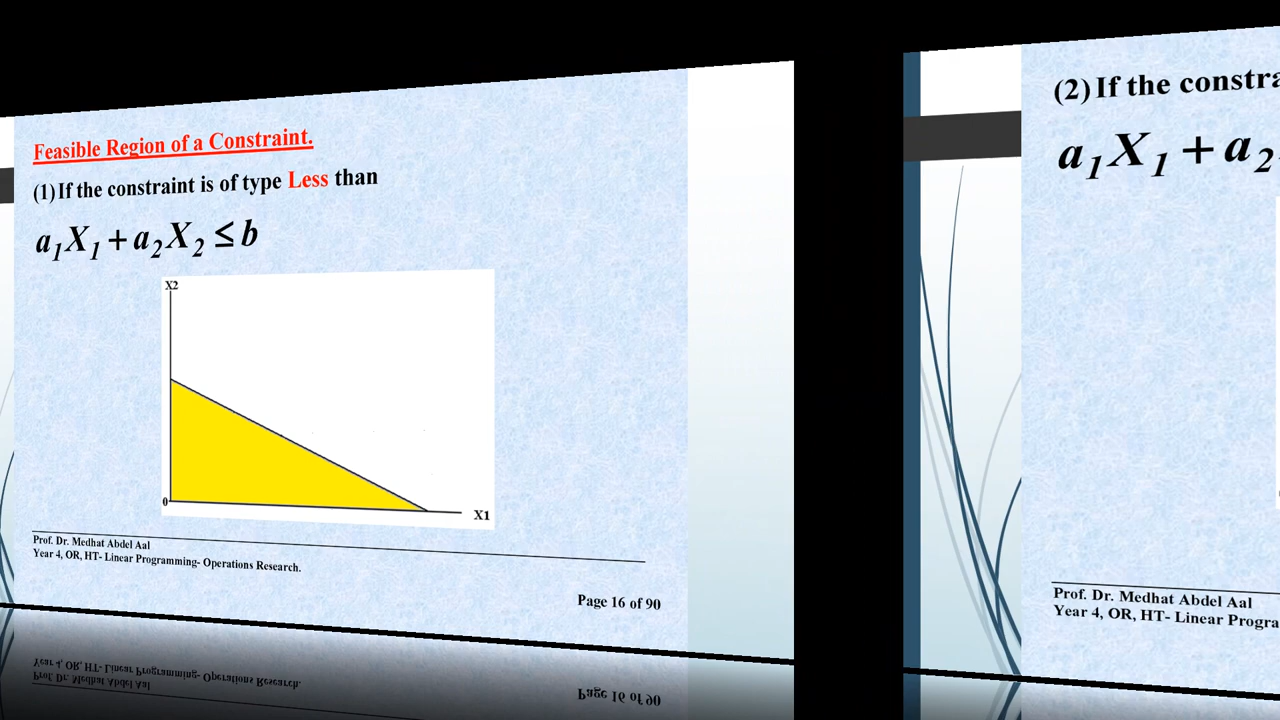 Feasible Region of a Constraint.
(1) If the constraint is of type Less than
a₁X₁ + a₂X₂ ≤ b
X2
0
X1
Prof. Dr. Medhat Abdel Aal
Year 4, OR, HT- Linear Programming- Operations Research.
Page 16 of 90
(2) If the constra
a₁X₁ + a₂
Prof. Dr. Medhat Abdel Aal
Year 4, OR, HT- Linear Progra